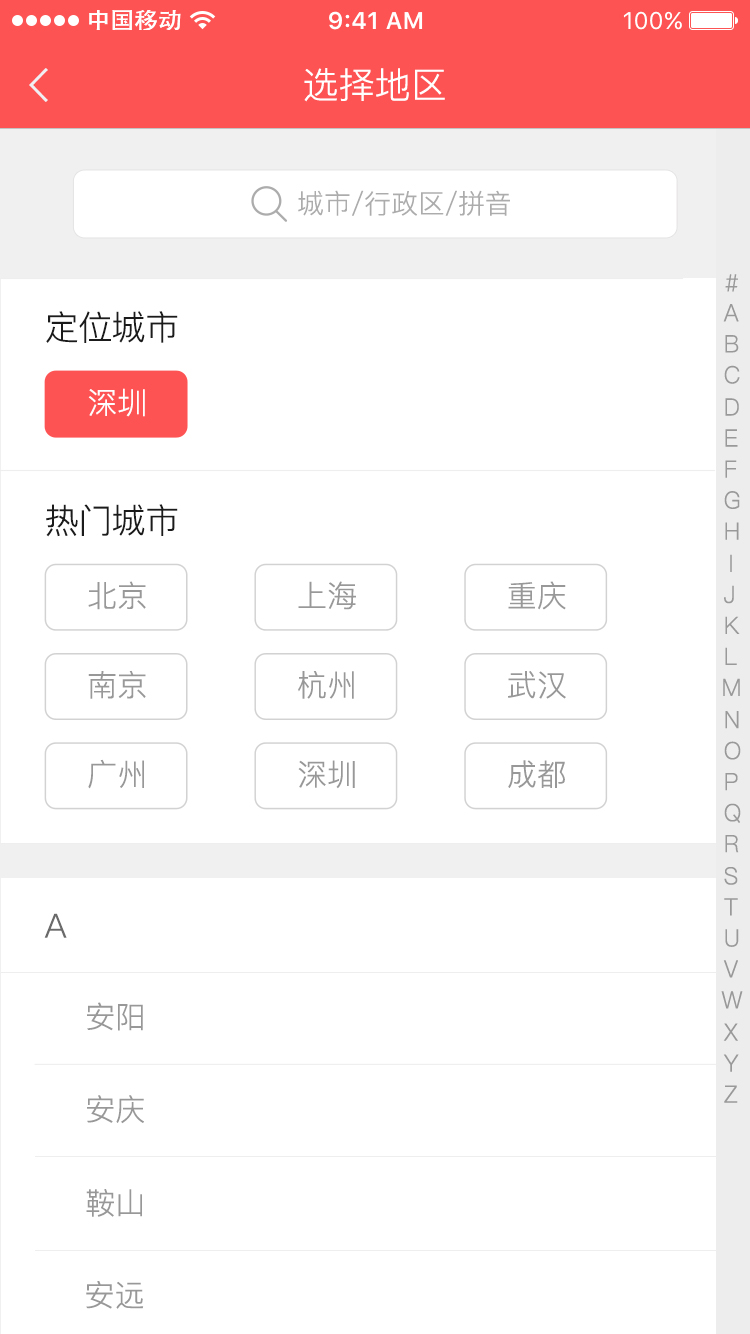 中国移动 9:41 AM 100%
选择地区
城市/行政区/拼音
定位城市
深圳
热门城市
北京 上海 重庆
南京 杭州 武汉
广州 深圳 成都
A
安阳
安庆
鞍山
安远
#
A
B
C
D
E
F
G
H
I
J
K
L
M
N
O
P
Q
R
S
T
U
V
W
X
Y
Z